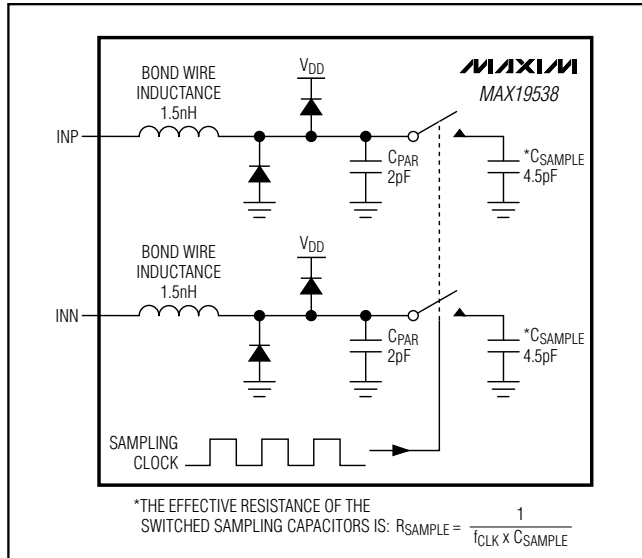 MAXIM
MAX19538
BOND WIRE
INDUCTANCE
1.5nH
VDD
INP
CPAR
2pF
*CSAMPLE
4.5pF
BOND WIRE
INDUCTANCE
1.5nH
VDD
INN
CPAR
2pF
*CSAMPLE
4.5pF
SAMPLING
CLOCK
*THE EFFECTIVE RESISTANCE OF THE
SWITCHED SAMPLING CAPACITORS IS: RSAMPLE = 1
fCLK x CSAMPLE